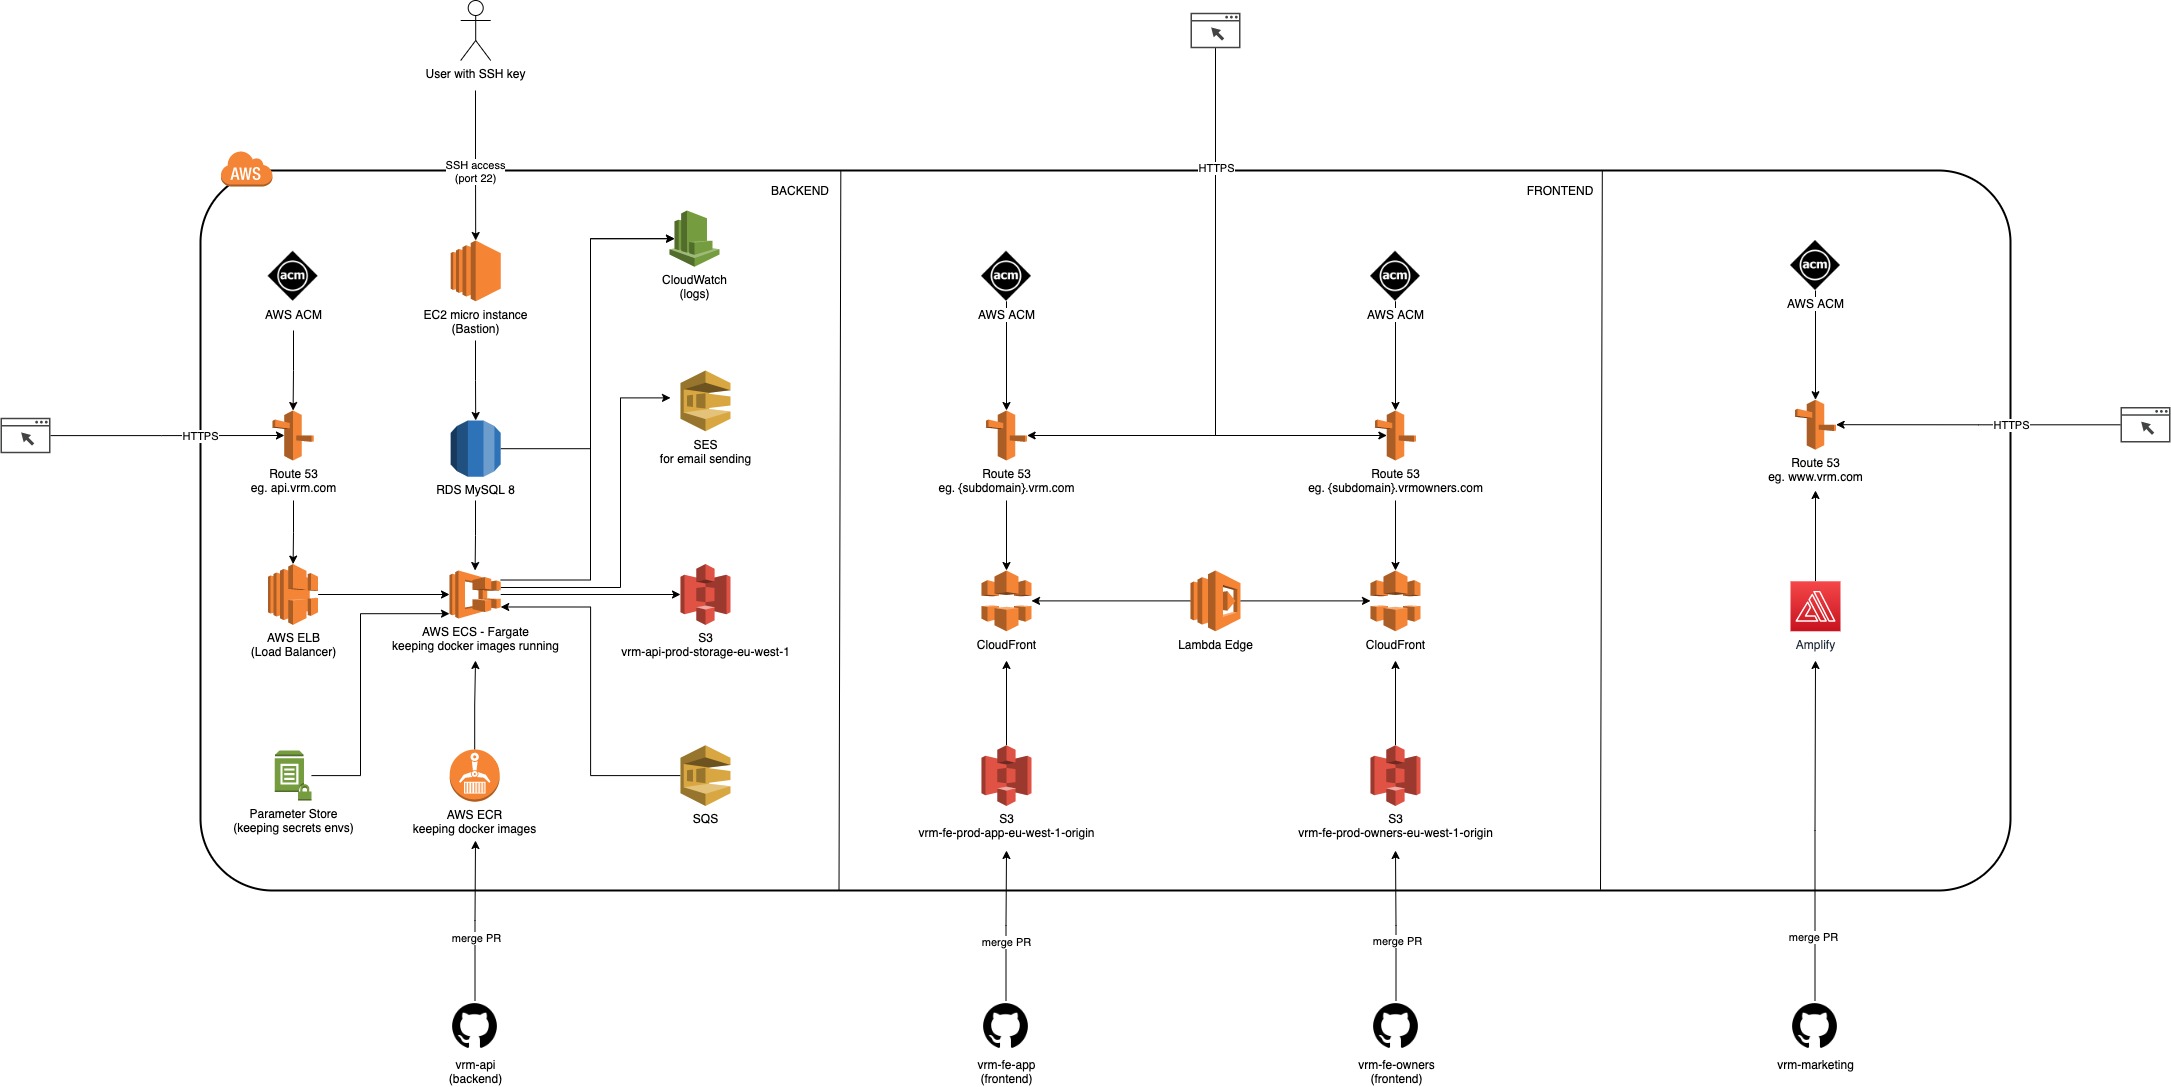 User with SSH key
SSH access
(port 22)
HTTPS
AWS
BACKEND
FRONTEND
acm
AWS ACM
EC2 micro instance
(Bastion)
CloudWatch
(logs)
acm
AWS ACM
acm
AWS ACM
acm
AWS ACM
HTTPS
Route 53
eg. api.vrm.com
RDS MySQL 8
SES
for email sending
Route 53
eg. {subdomain}.vrm.com
Route 53
eg. {subdomain}.vrmowners.com
Route 53
eg. www.vrm.com
HTTPS
AWS ELB
(Load Balancer)
AWS ECS - Fargate
keeping docker images running
S3
vrm-api-prod-storage-eu-west-1
CloudFront
Lambda Edge
CloudFront
Amplify
Parameter Store
(keeping secrets envs)
AWS ECR
keeping docker images
SQS
S3
vrm-fe-prod-app-eu-west-1-origin
S3
vrm-fe-prod-owners-eu-west-1-origin
merge PR
merge PR
merge PR
merge PR
vrm-api
(backend)
vrm-fe-app
(frontend)
vrm-fe-owners
(frontend)
vrm-marketing